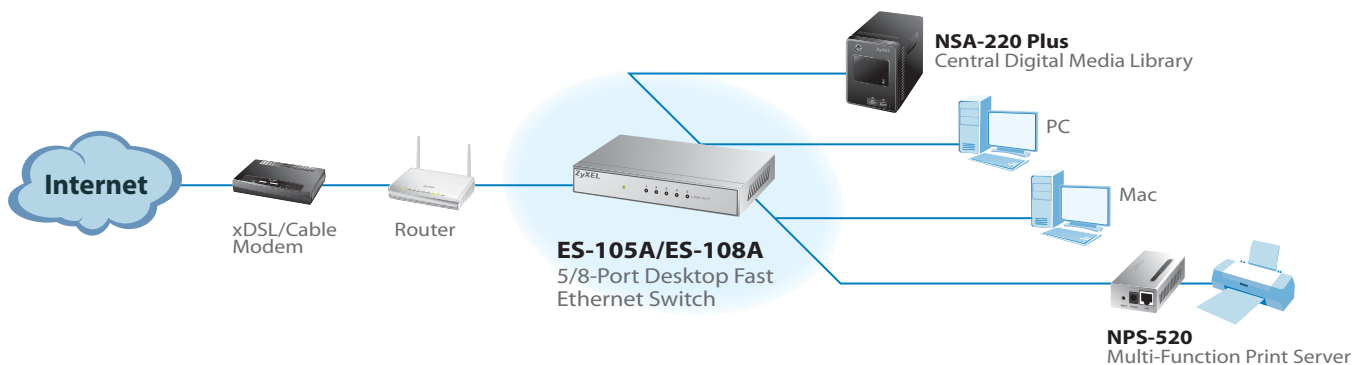 NSA-220 Plus
Central Digital Media Library
PC
Internet
xDSL/Cable
Modem
Router
ZyXEL
Mac
ES-105A/ES-108A
5/8-Port Desktop Fast
Ethernet Switch
NPS-520
Multi-Function Print Server